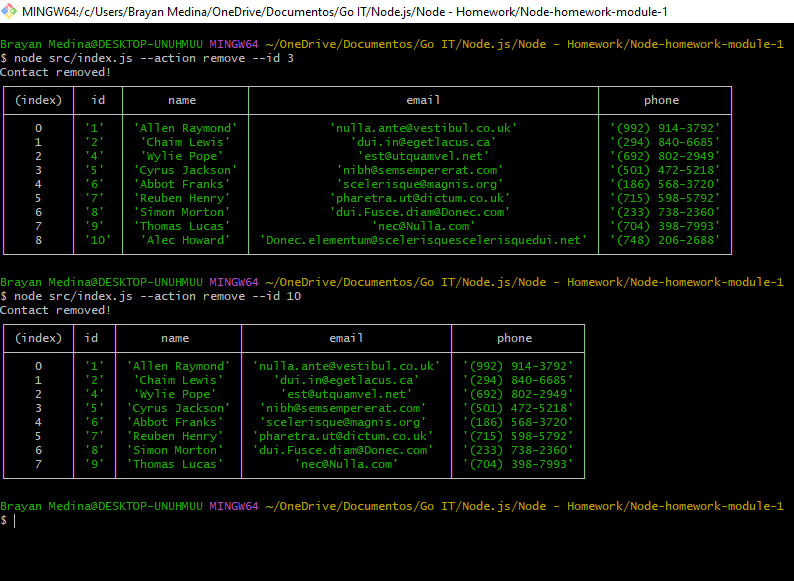 MINGW64:/c/Users/Brayan Medina/OneDrive/Documentos/Go IT/Node.js/Node - Homework/Node-homework-module-1
Brayan Medina@DESKTOP-UNUHMUU MINGW64 ~/OneDrive/Documentos/Go IT/Node.js/Node - Homework/Node-homework-module-1
$ node src/index.js --action remove --id 3
Contact removed!
(index) id name email phone
0 '1' 'Allen Raymond' 'nulla.ante@vestibul.co.uk' '(992) 914-3792'
1 '2' 'Chaim Lewis' 'dui.in@egetlacus.ca' '(294) 840-6685'
2 '4' 'Wylie Pope' 'est@utquamvel.net' '(692) 802-2949'
3 '5' 'Cyrus Jackson' 'nibh@semsempererat.com' '(501) 472-5218'
4 '6' 'Abbot Franks' 'scelerisque@magnis.org' '(186) 568-3720'
5 '7' 'Reuben Henry' 'pharetra.ut@dictum.co.uk' '(715) 598-5792'
6 '8' 'Simon Morton' 'dui.Fusce.diam@Donec.com' '(233) 738-2360'
7 '9' 'Thomas Lucas' 'nec@Nulla.com' '(704) 398-7993'
8 '10' 'Alec Howard' 'Donec.elementum@scelerisquescelerisquedui.net' '(748) 206-2688'
Brayan Medina@DESKTOP-UNUHMUU MINGW64 ~/OneDrive/Documentos/Go IT/Node.js/Node - Homework/Node-homework-module-1
$ node src/index.js --action remove --id 10
Contact removed!
(index) id name email phone
0 '1' 'Allen Raymond' 'nulla.ante@vestibul.co.uk' '(992) 914-3792'
1 '2' 'Chaim Lewis' 'dui.in@egetlacus.ca' '(294) 840-6685'
2 '4' 'Wylie Pope' 'est@utquamvel.net' '(692) 802-2949'
3 '5' 'Cyrus Jackson' 'nibh@semsempererat.com' '(501) 472-5218'
4 '6' 'Abbot Franks' 'scelerisque@magnis.org' '(186) 568-3720'
5 '7' 'Reuben Henry' 'pharetra.ut@dictum.co.uk' '(715) 598-5792'
6 '8' 'Simon Morton' 'dui.Fusce.diam@Donec.com' '(233) 738-2360'
7 '9' 'Thomas Lucas' 'nec@Nulla.com' '(704) 398-7993'
Brayan Medina@DESKTOP-UNUHMUU MINGW64 ~/OneDrive/Documentos/Go IT/Node.js/Node - Homework/Node-homework-module-1
$